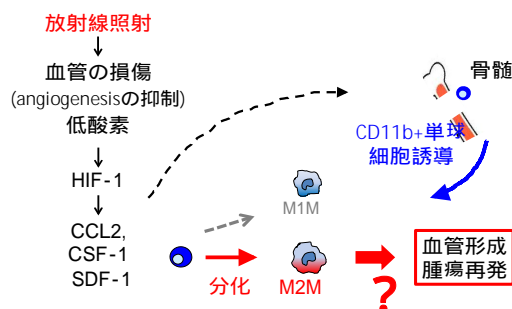 放射線照射
血管の損傷
(angiogenesisの抑制)
低酸素
HIF-1
CCL2,
CSF-1
SDF-1
骨髄
CD11b+単球
細胞誘導
M1M
分化
M2M
?
血管形成
腫瘍再発